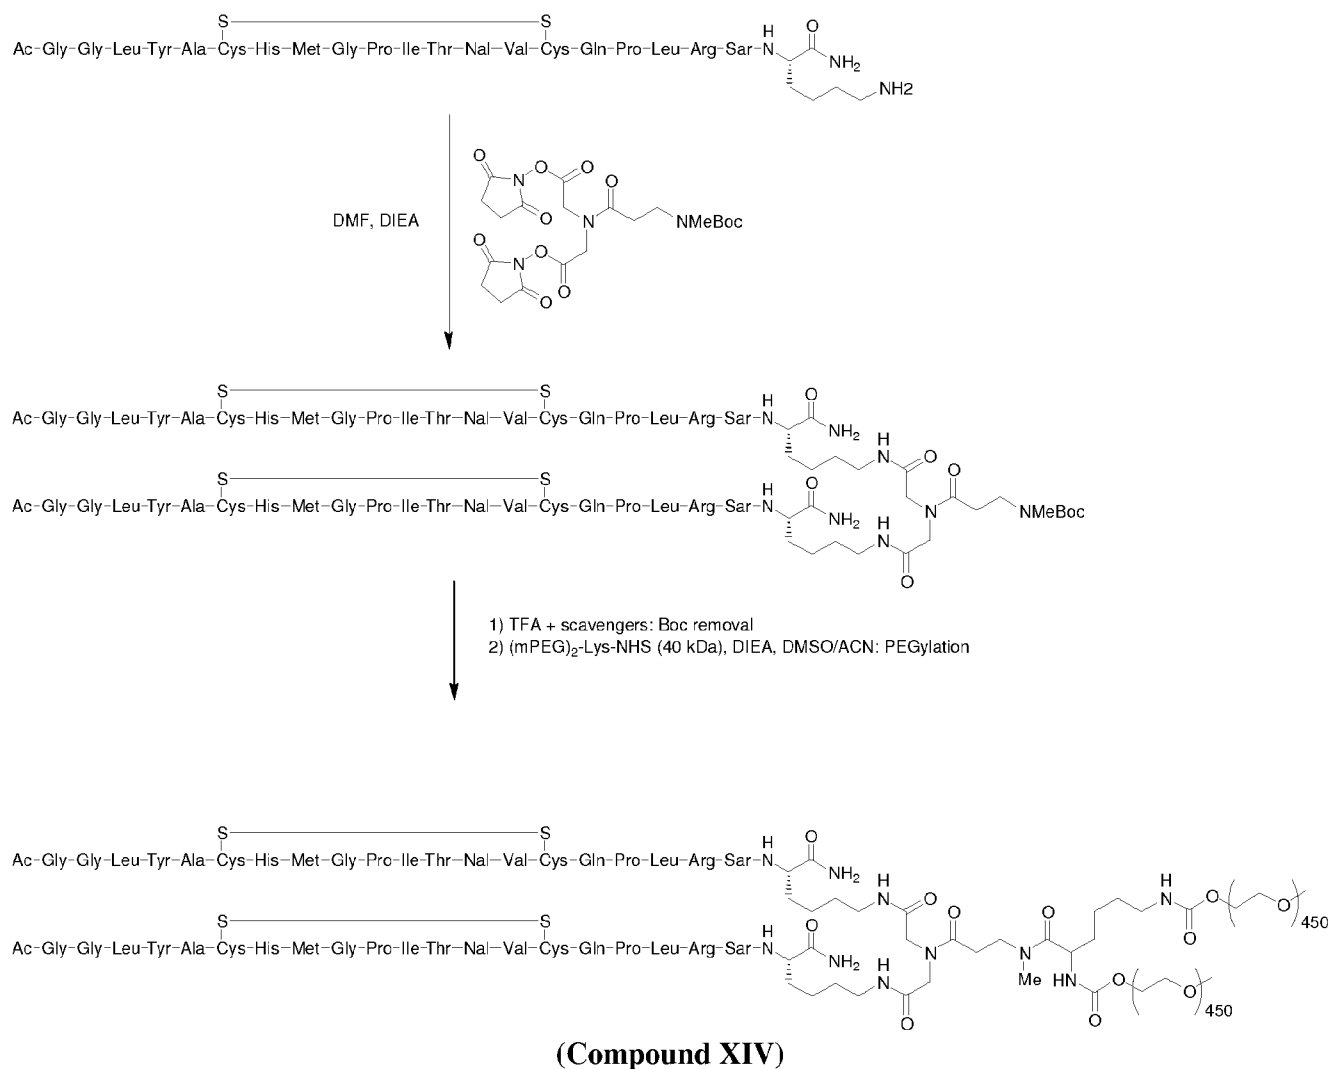 S S
Ac-Gly-Gly-Leu-Tyr-Ala-Cys-His-Met-Gly-Pro-Ile-Thr-Nal-Val-Cys-Gln-Pro-Leu-Arg-Sar-N H O NH2
NH2
DMF, DIEA
O N O O O
O N NMeBoc
O N O O
O
S S
Ac-Gly-Gly-Leu-Tyr-Ala-Cys-His-Met-Gly-Pro-Ile-Thr-Nal-Val-Cys-Gln-Pro-Leu-Arg-Sar-N H O NH2
H N O O
S S
Ac-Gly-Gly-Leu-Tyr-Ala-Cys-His-Met-Gly-Pro-Ile-Thr-Nal-Val-Cys-Gln-Pro-Leu-Arg-Sar-N H O NH2
H N O N NMeBoc
1) TFA + scavengers: Boc removal
2) (mPEG)2-Lys-NHS (40 kDa), DIEA, DMSO/ACN: PEGylation
S S
Ac-Gly-Gly-Leu-Tyr-Ala-Cys-His-Met-Gly-Pro-Ile-Thr-Nal-Val-Cys-Gln-Pro-Leu-Arg-Sar-N H O NH2
H N O O O H N O O O 450
S S
Ac-Gly-Gly-Leu-Tyr-Ala-Cys-His-Met-Gly-Pro-Ile-Thr-Nal-Val-Cys-Gln-Pro-Leu-Arg-Sar-N H O NH2
H N O N N Me HN O O O 450
(Compound XIV)